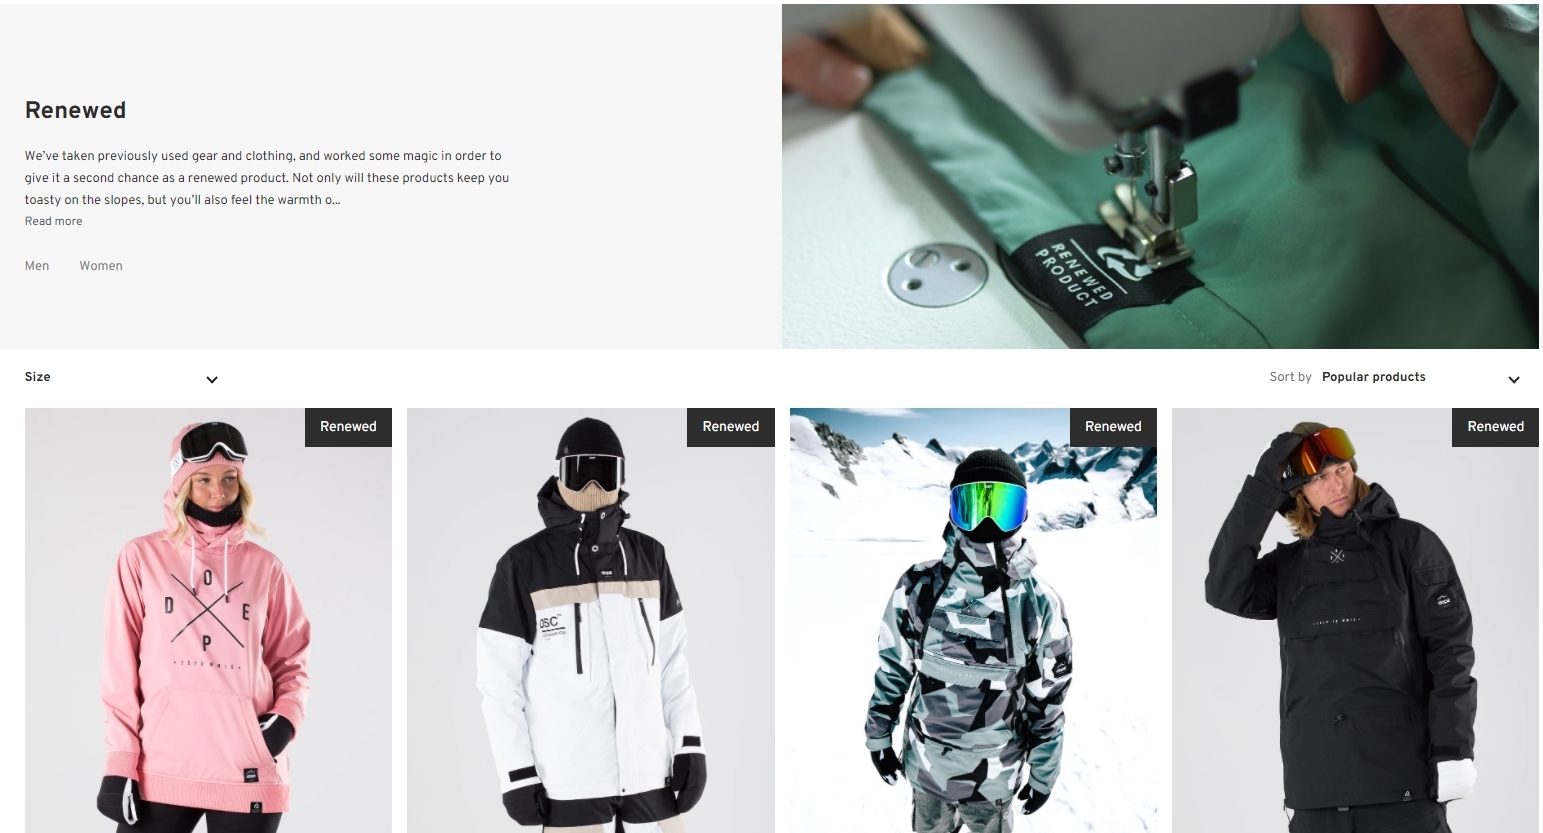 Renewed
We've taken previously used gear and clothing, and worked some magic in order to
give it a second chance as a renewed product. Not only will these products keep you
toasty on the slopes, but you'll also feel the warmth o...
Read more
Men Women
RENEWED
PRODUCT
Size
Sort by Popular products
Renewed
Renewed
Renewed
Renewed
O
D P E
P
dope
OSC
dope